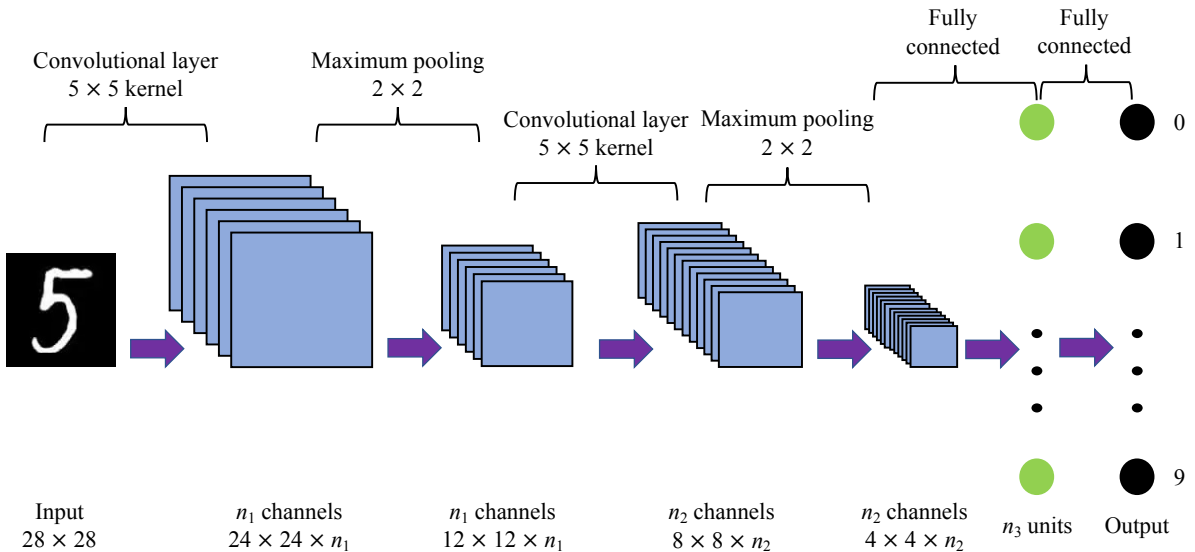 Convolutional layer
5 × 5 kernel
Maximum pooling
2 × 2
Convolutional layer
5 × 5 kernel
Maximum pooling
2 × 2
Fully
connected
Fully
connected
0
1
9
5
Input
28 × 28
n₁ channels
24 × 24 × n₁
n₁ channels
12 × 12 × n₁
n₂ channels
8 × 8 × n₂
n₂ channels
4 × 4 × n₂
n₃ units
Output